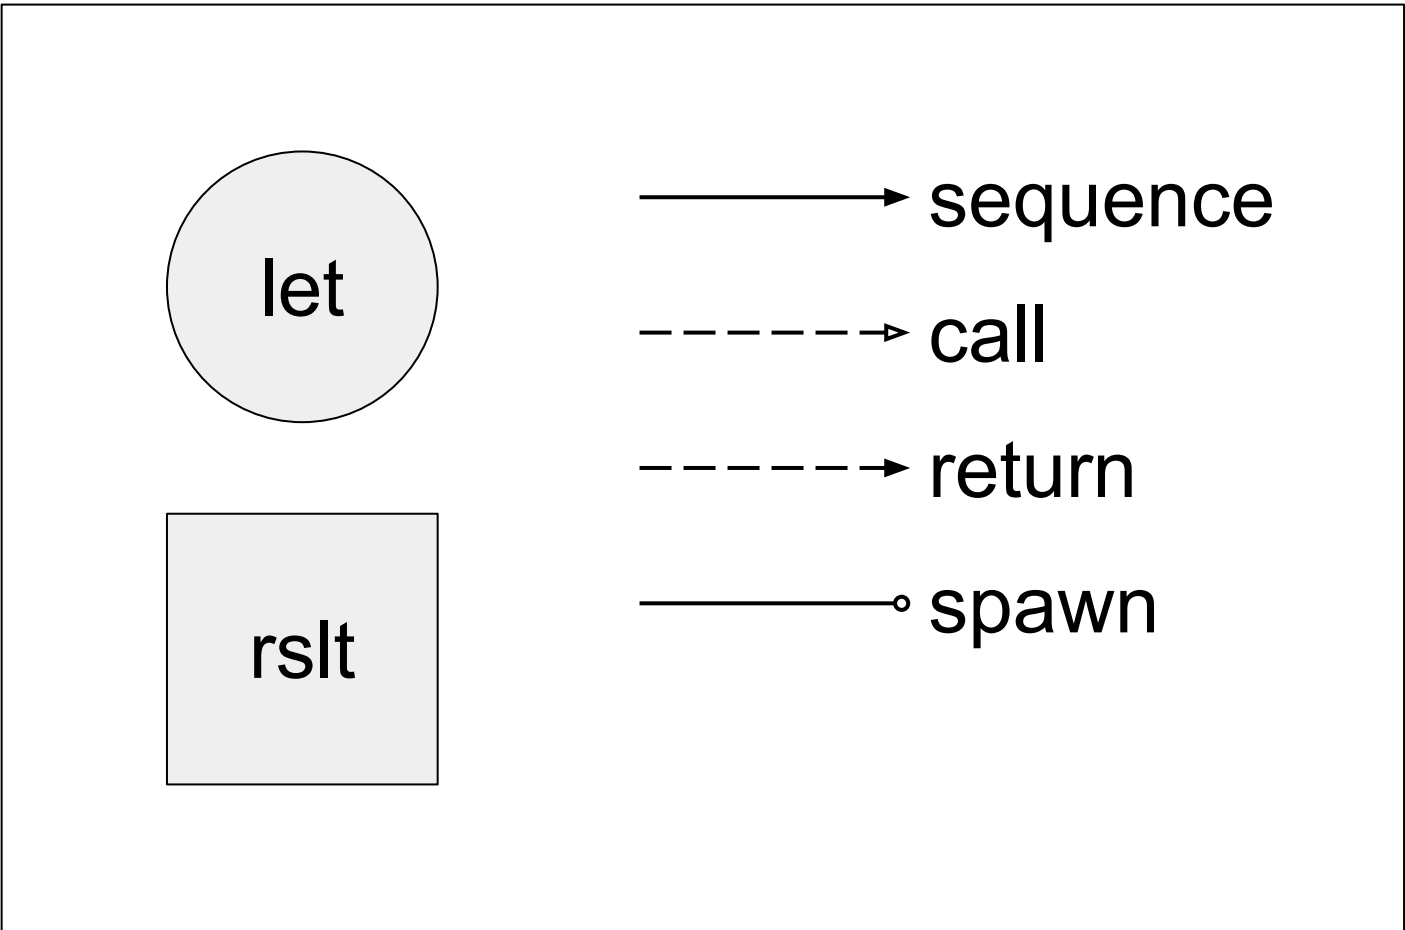 let
rslt
sequence
call
return
spawn